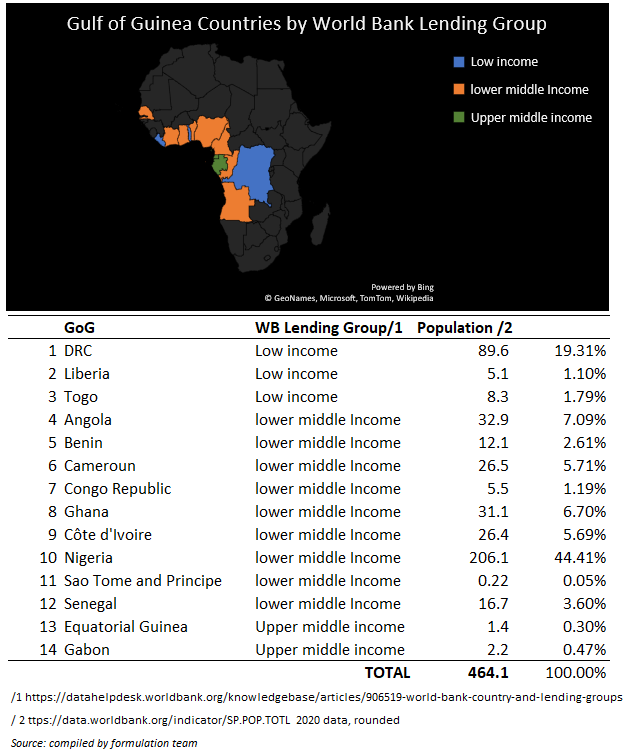 Gulf of Guinea Countries by World Bank Lending Group
Low income
lower middle Income
Upper middle income
Powered by Bing
© GeoNames, Microsoft, TomTom, Wikipedia
GoG WB Lending Group/1 Population /2
1 DRC Low income 89.6 19.31%
2 Liberia Low income 5.1 1.10%
3 Togo Low income 8.3 1.79%
4 Angola lower middle Income 32.9 7.09%
5 Benin lower middle Income 12.1 2.61%
6 Cameroun lower middle Income 26.5 5.71%
7 Congo Republic lower middle Income 5.5 1.19%
8 Ghana lower middle Income 31.1 6.70%
9 Côte d'Ivoire lower middle Income 26.4 5.69%
10 Nigeria lower middle Income 206.1 44.41%
11 Sao Tome and Principe lower middle Income 0.22 0.05%
12 Senegal lower middle Income 16.7 3.60%
13 Equatorial Guinea Upper middle income 1.4 0.30%
14 Gabon Upper middle income 2.2 0.47%
TOTAL 464.1 100.00%
/1 https://datahelpdesk.worldbank.org/knowledgebase/articles/906519-world-bank-country-and-lending-groups
/ 2 ttps://data.worldbank.org/indicator/SP.POP.TOTL 2020 data, rounded
Source: compiled by formulation team